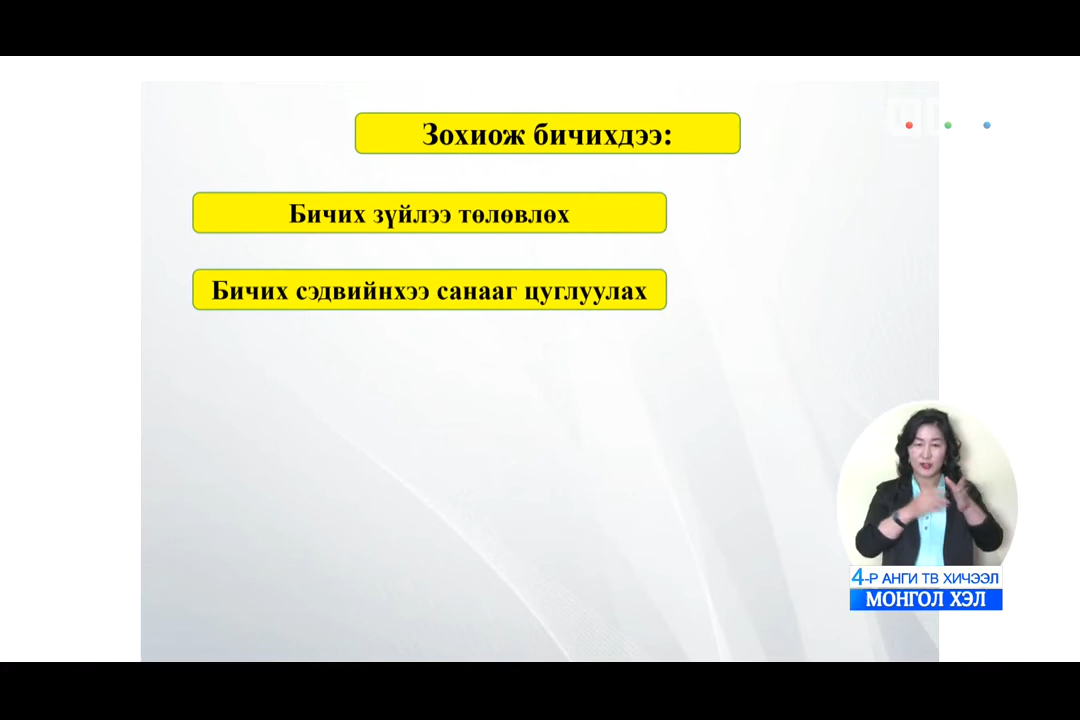 Зохиож бичихдээ:
Бичих зүйлээ төлөвлөх
Бичих сэдвийнхээ санааг цуглуулах
4-Р АНГИ ТВ ХИЧЭЭЛ
МОНГОЛ ХЭЛ